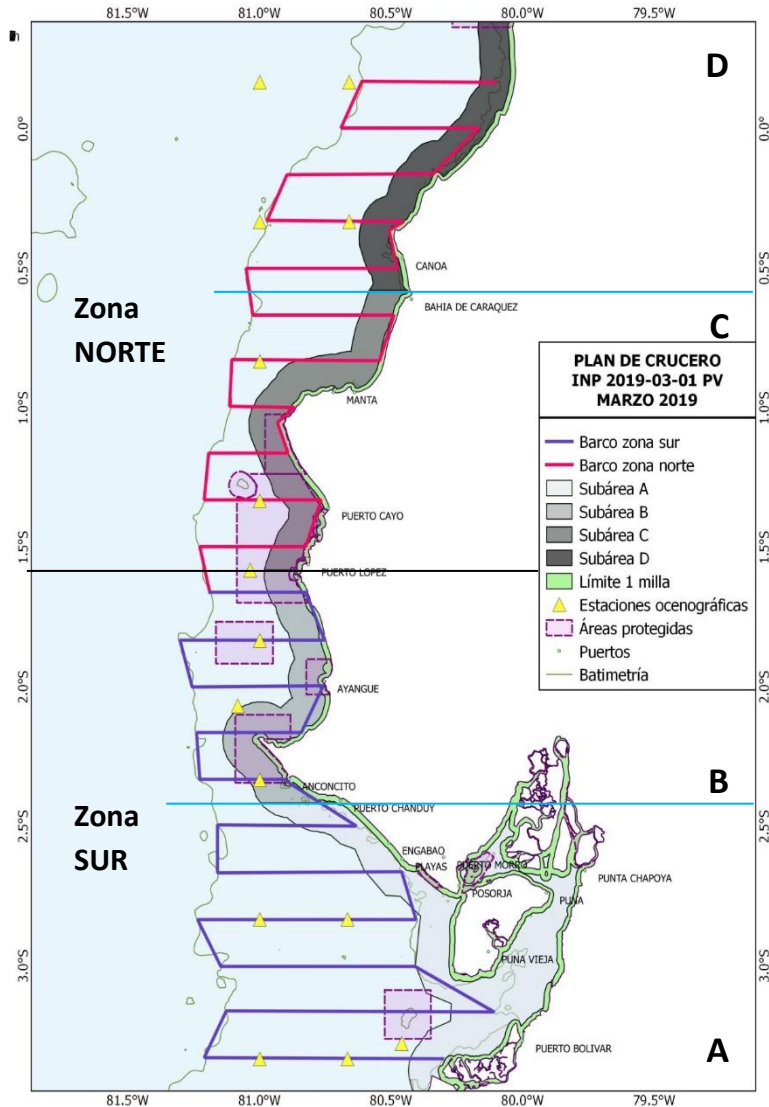 81.5°W 81.0°W 80.5°W 80.0°W 79.5°W
D
0.0°
0.5°S
CANOA
BAHIA DE CARAQUEZ
Zona
NORTE
C
PLAN DE CRUCERO
INP 2019-03-01 PV
MARZO 2019
Barco zona sur
Barco zona norte
Subárea A
Subárea B
Subárea C
Subárea D
Límite 1 milla
Estaciones ocenográficas
Áreas protegidas
Puertos
Batimetría
1.0°S
MANTA
PUERTO CAYO
1.5°S
PUERTO LOPEZ
2.0°S
AYANGUE
ANCONCITO
PUERTO CHANDUY
B
Zona
SUR
2.5°S
ENGABAO
PLAYAS
PUERTO MORRO
POSORJA
PUNTA CHAPOYA
PUNA
PUNA VIEJA
3.0°S
PUERTO BOLIVAR
A
81.5°W 81.0°W 80.5°W 80.0°W 79.5°W